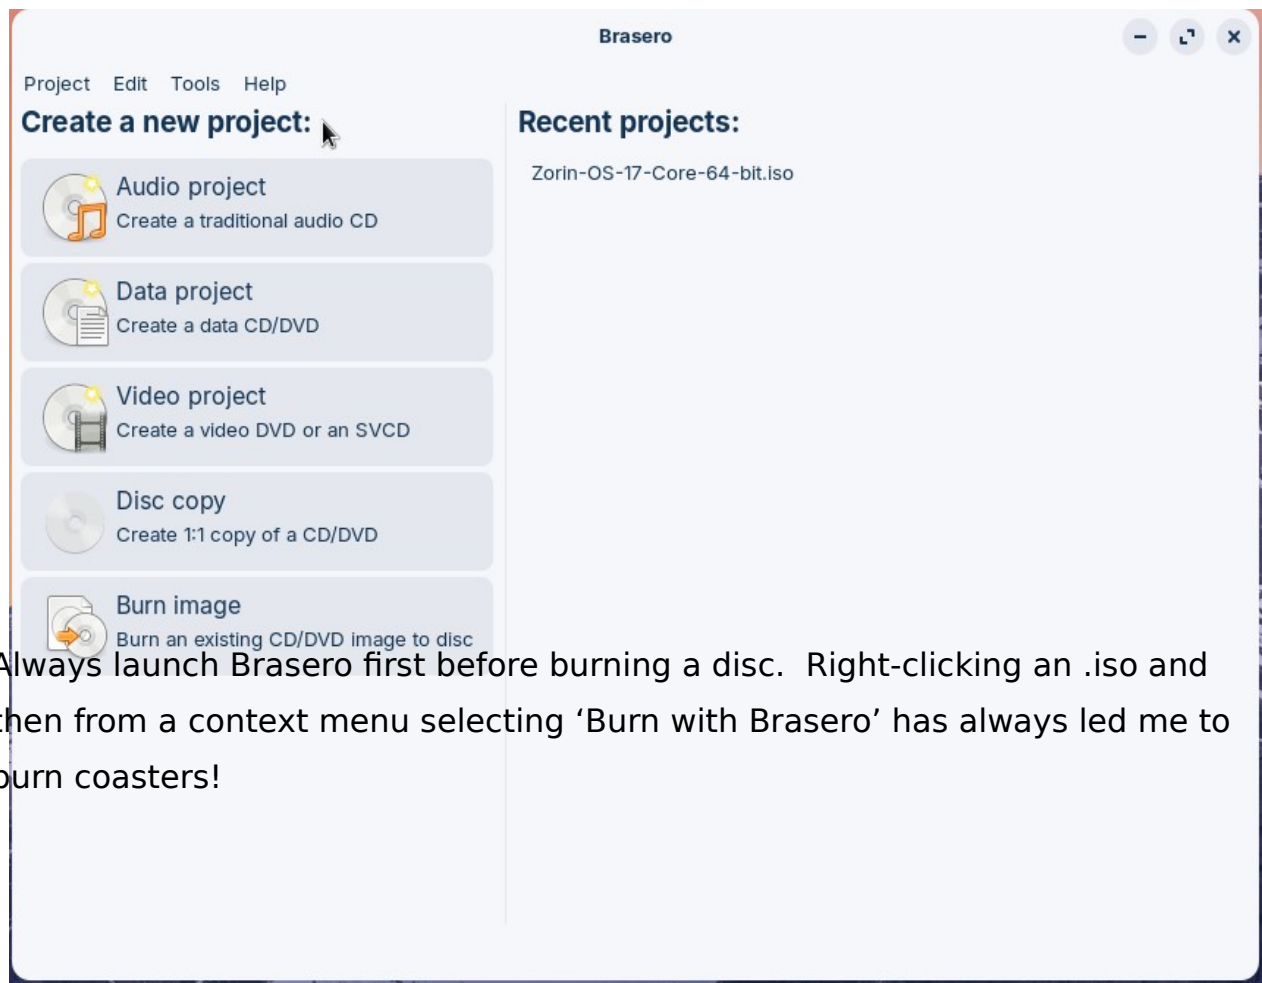 Brasero
Project Edit Tools Help
Create a new project:
Audio project
Create a traditional audio CD
Data project
Create a data CD/DVD
Video project
Create a video DVD or an SVCD
Disc copy
Create 1:1 copy of a CD/DVD
Burn image
Burn an existing CD/DVD image to disc
Recent projects:
Zorin-OS-17-Core-64-bit.iso
Always launch Brasero first before burning a disc.  Right-clicking an .iso and
then from a context menu selecting ‘Burn with Brasero’ has always led me to
burn coasters!